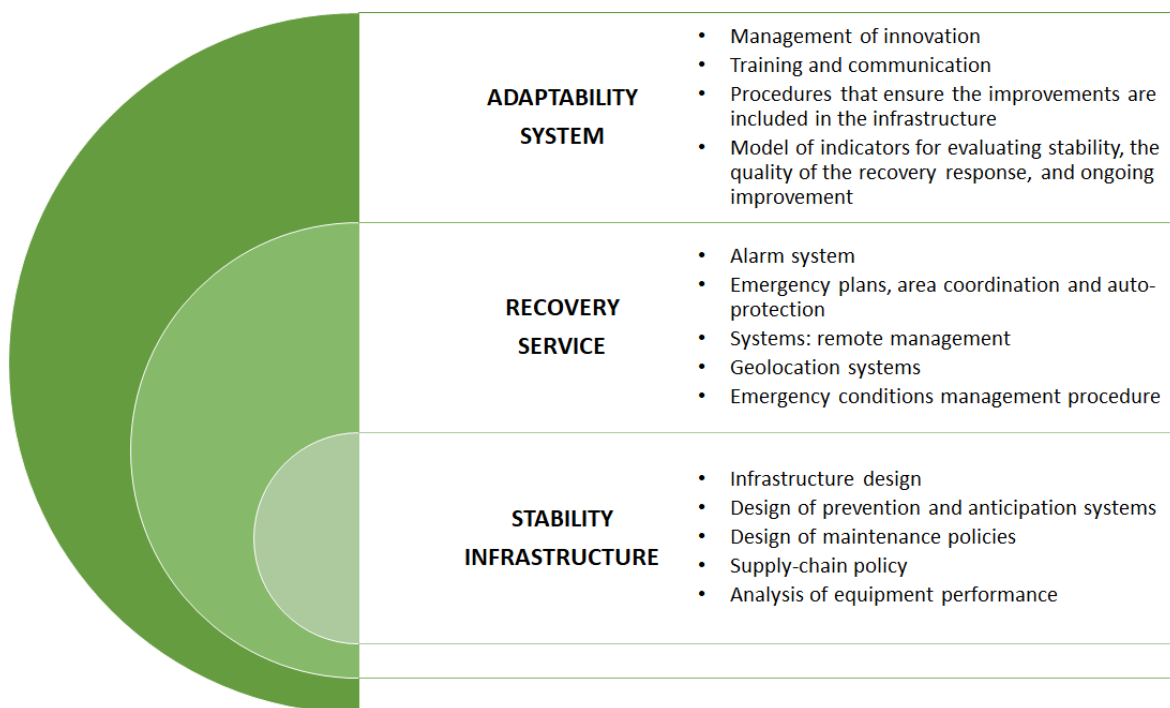 ADAPTABILITY
SYSTEM
• Management of innovation
• Training and communication
• Procedures that ensure the improvements are
included in the infrastructure
• Model of indicators for evaluating stability, the
quality of the recovery response, and ongoing
improvement
RECOVERY
SERVICE
• Alarm system
• Emergency plans, area coordination and auto-
protection
• Systems: remote management
• Geolocation systems
• Emergency conditions management procedure
STABILITY
INFRASTRUCTURE
• Infrastructure design
• Design of prevention and anticipation systems
• Design of maintenance policies
• Supply-chain policy
• Analysis of equipment performance